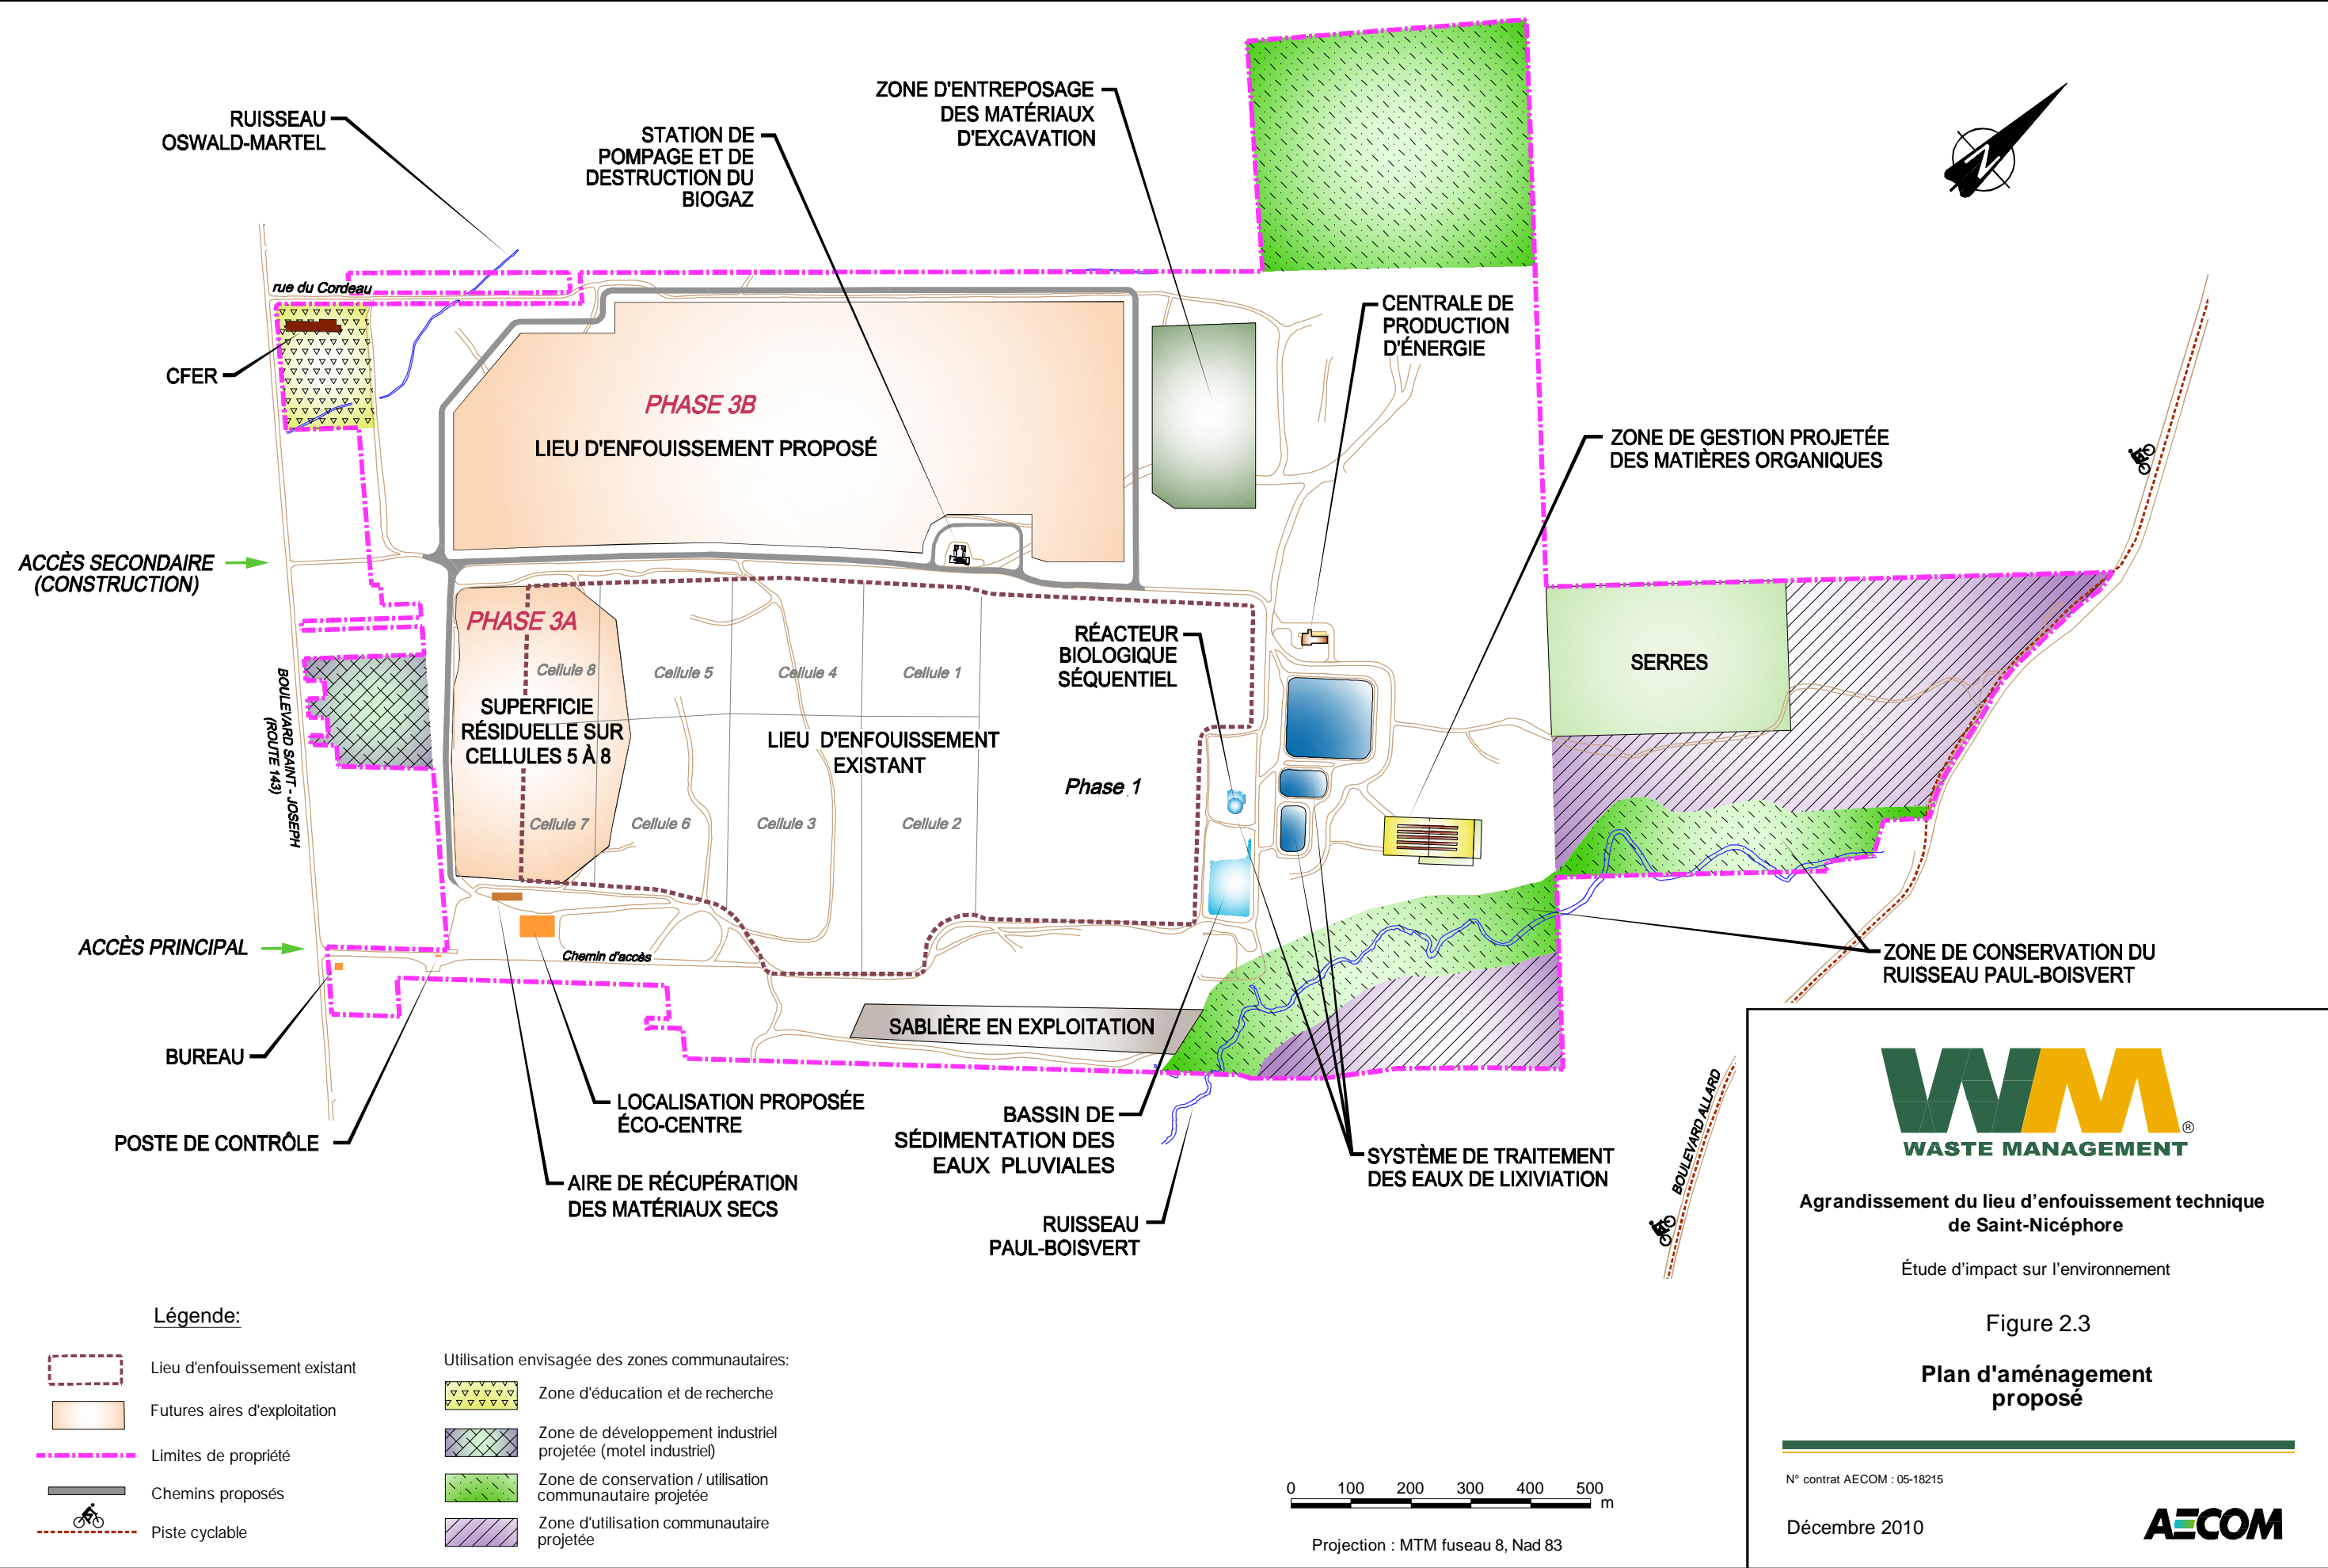 RUISSEAU
OSWALD-MARTEL
STATION DE
POMPAGE ET DE
DESTRUCTION DU
BIOGAZ
ZONE D'ENTREPOSAGE
DES MATÉRIAUX
D'EXCAVATION
N
rue du Cordeau
CFER
CENTRALE DE
PRODUCTION
D'ÉNERGIE
PHASE 3B
LIEU D'ENFOUISSEMENT PROPOSÉ
ZONE DE GESTION PROJETÉE
DES MATIÈRES ORGANIQUES
ACCÈS SECONDAIRE
(CONSTRUCTION)
PHASE 3A
Cellule 8
Cellule 5
Cellule 4
Cellule 1
RÉACTEUR
BIOLOGIQUE
SÉQUENTIEL
SERRES
BOULEVARD SAINT - JOSEPH
(ROUTE 143)
SUPERFICIE
RÉSIDUELLE SUR
CELLULES 5 À 8
LIEU D'ENFOUISSEMENT
EXISTANT
Phase 1
Cellule 7
Cellule 6
Cellule 3
Cellule 2
ACCÈS PRINCIPAL
Chemin d'accès
ZONE DE CONSERVATION DU
RUISSEAU PAUL-BOISVERT
SABLIÈRE EN EXPLOITATION
BUREAU
POSTE DE CONTRÔLE
LOCALISATION PROPOSÉE
ÉCO-CENTRE
AIRE DE RÉCUPÉRATION
DES MATÉRIAUX SECS
BASSIN DE
SÉDIMENTATION DES
EAUX PLUVIALES
RUISSEAU
PAUL-BOISVERT
SYSTÈME DE TRAITEMENT
DES EAUX DE LIXIVIATION
BOULEVARD ALLARD
WM®
WASTE MANAGEMENT
Agrandissement du lieu d'enfouissement technique
de Saint-Nicéphore
Étude d'impact sur l'environnement
Figure 2.3
Plan d'aménagement
proposé
N° contrat AECOM : 05-18215
Décembre 2010
AECOM
Légende:
Lieu d'enfouissement existant
Futures aires d'exploitation
Limites de propriété
Chemins proposés
Piste cyclable
Utilisation envisagée des zones communautaires:
Zone d'éducation et de recherche
Zone de développement industriel
projetée (motel industriel)
Zone de conservation / utilisation
communautaire projetée
Zone d'utilisation communautaire
projetée
0 100 200 300 400 500
m
Projection : MTM fuseau 8, Nad 83